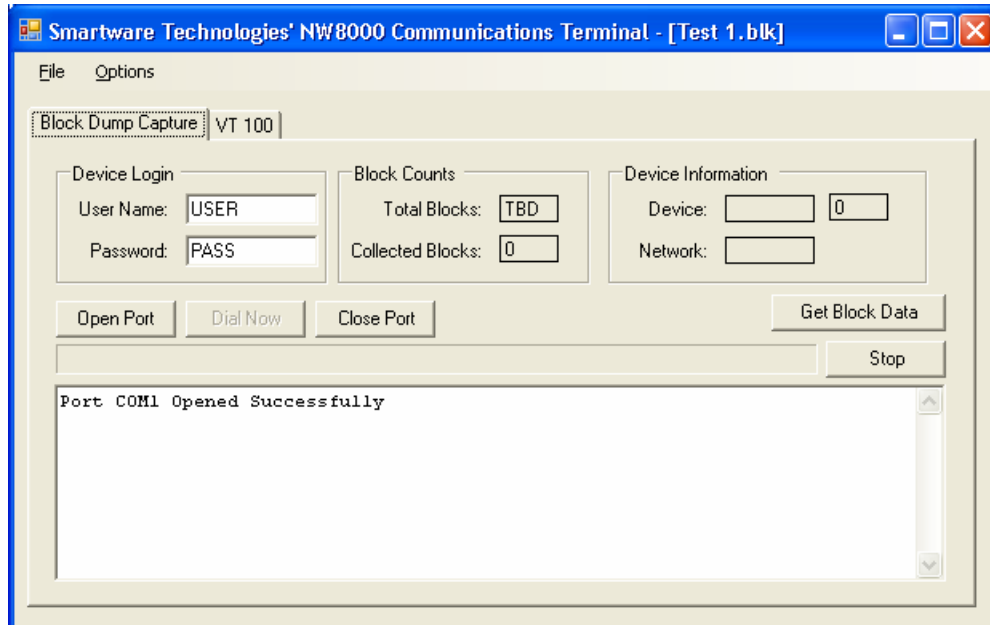 Smartware Technologies' NW8000 Communications Terminal - [Test 1.blk]
File Options
Block Dump Capture VT 100
Device Login
User Name: USER
Password: PASS
Block Counts
Total Blocks: TBD
Collected Blocks: 0
Device Information
Device: 0
Network:
Open Port Dial Now Close Port Get Block Data
Stop
Port COM1 Opened Successfully